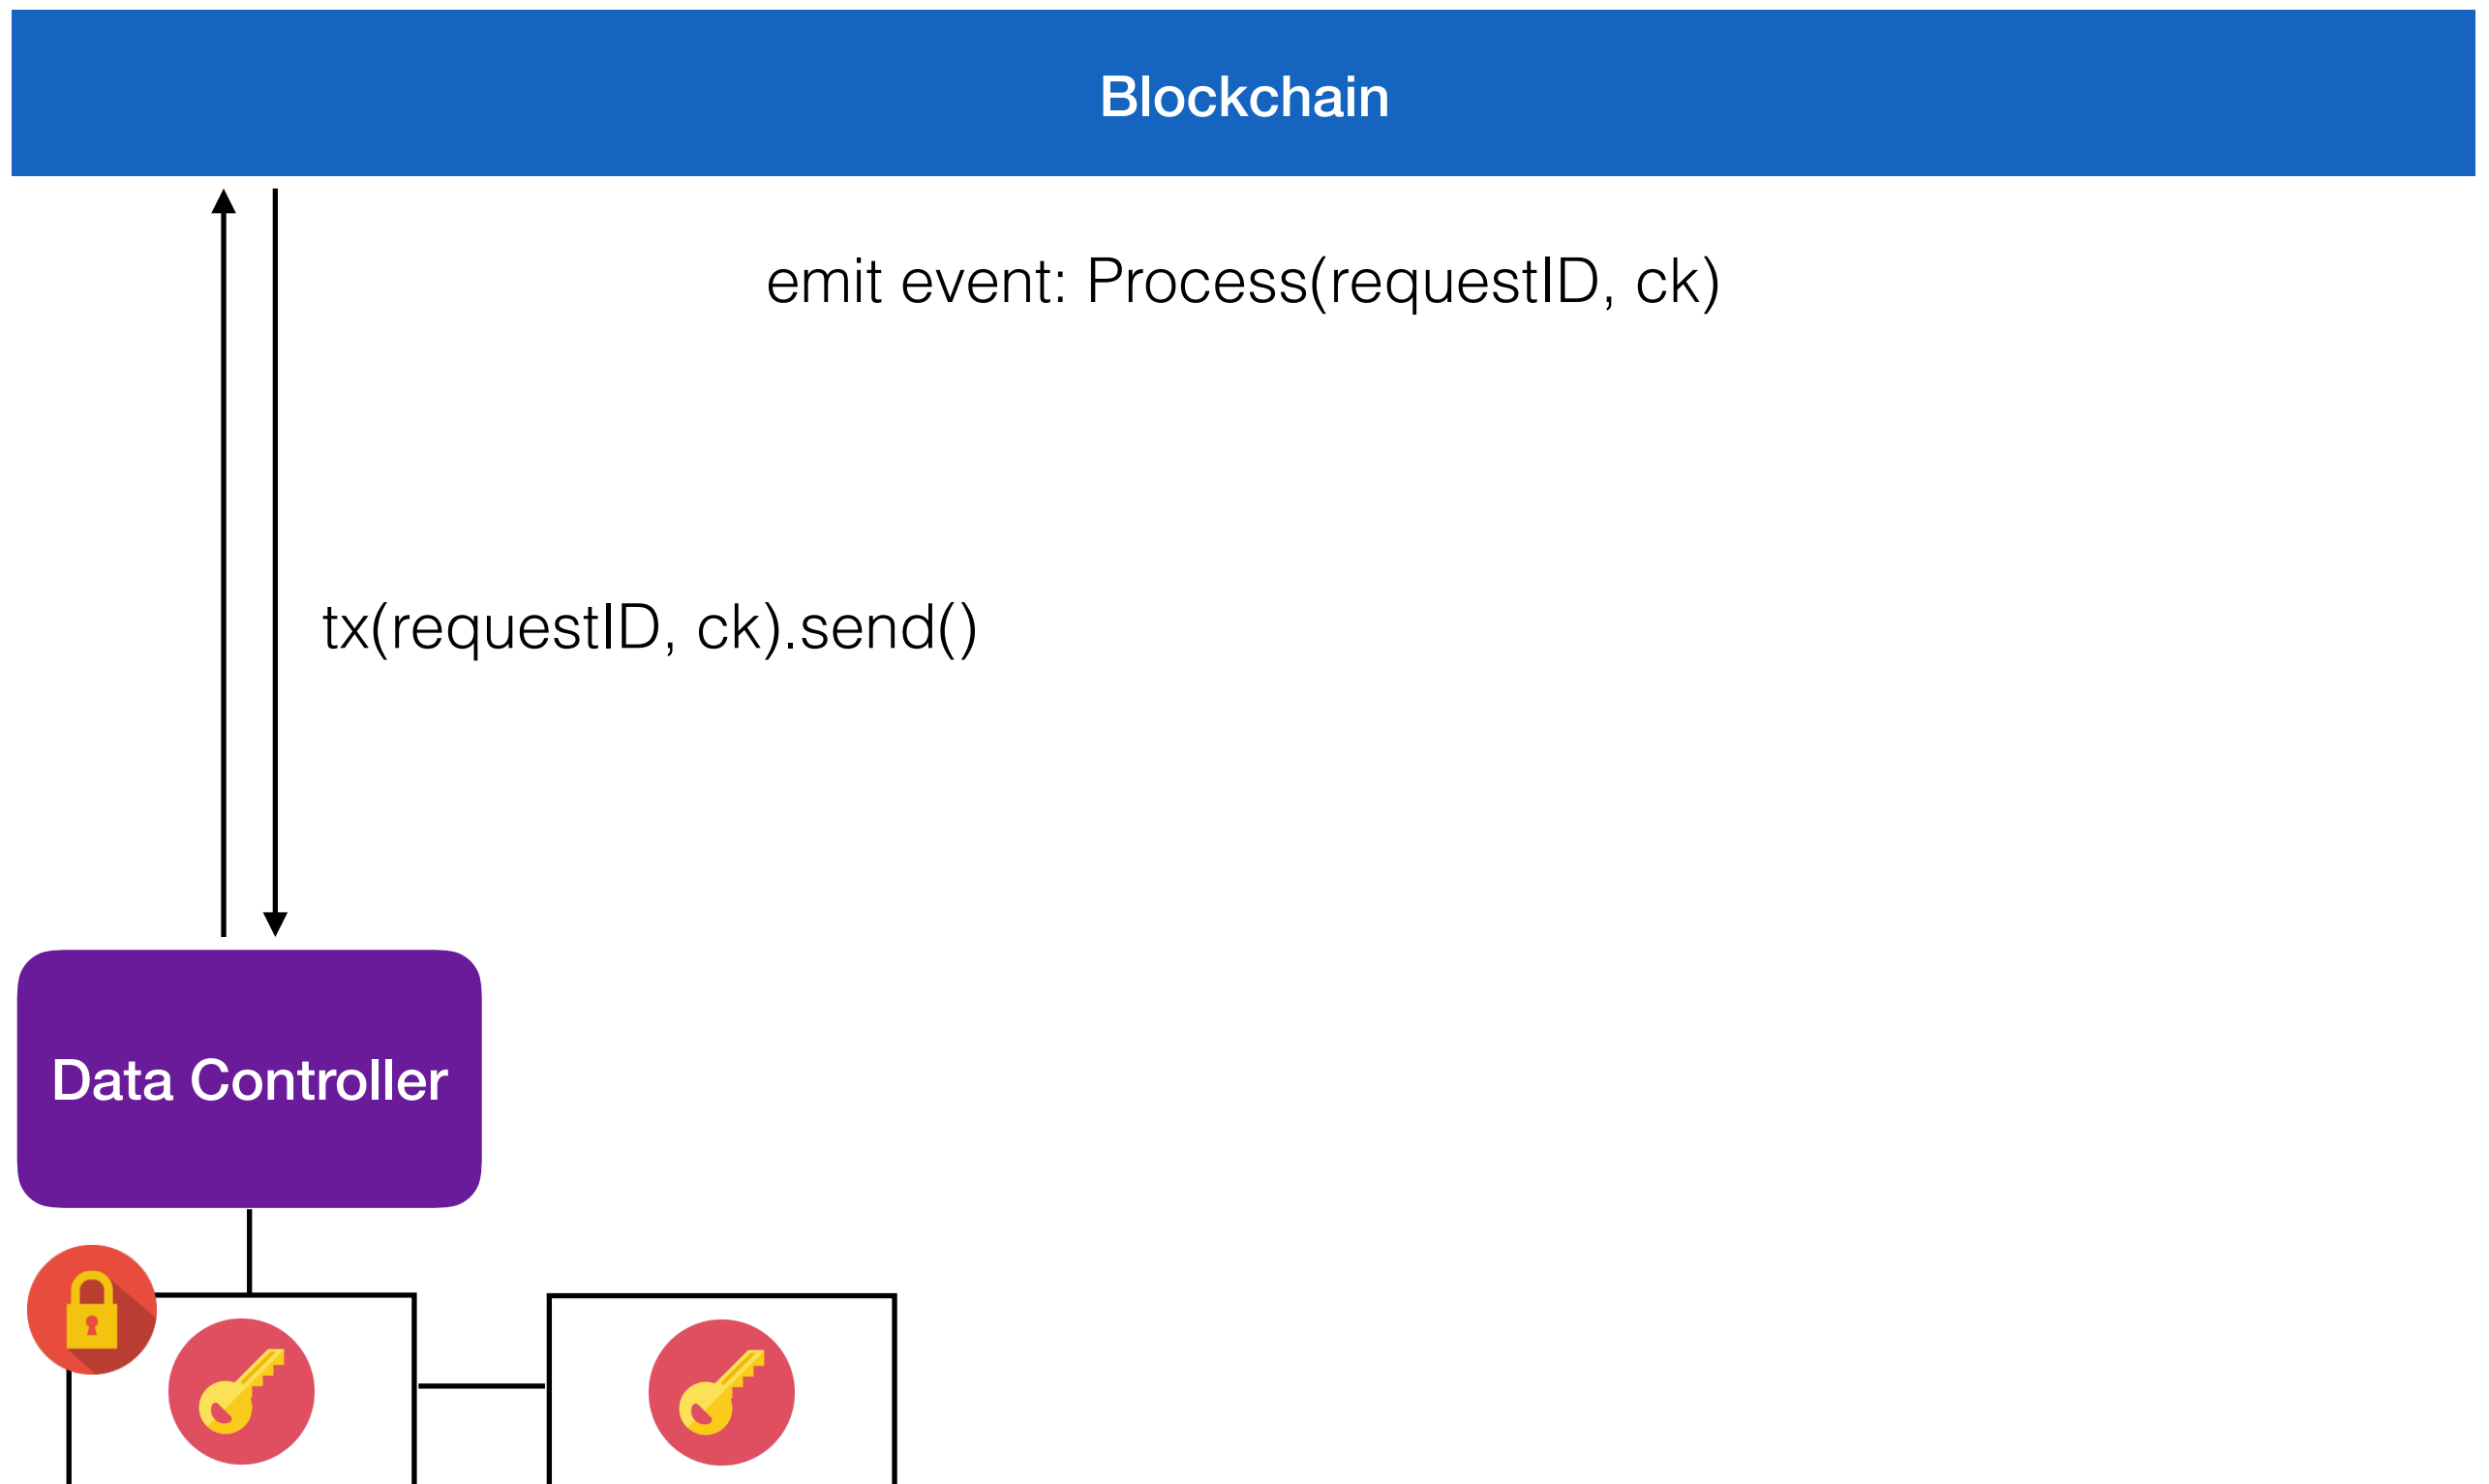 Blockchain
emit event: Process(requestID, ck)
tx(requestID, ck).send()
Data Controller